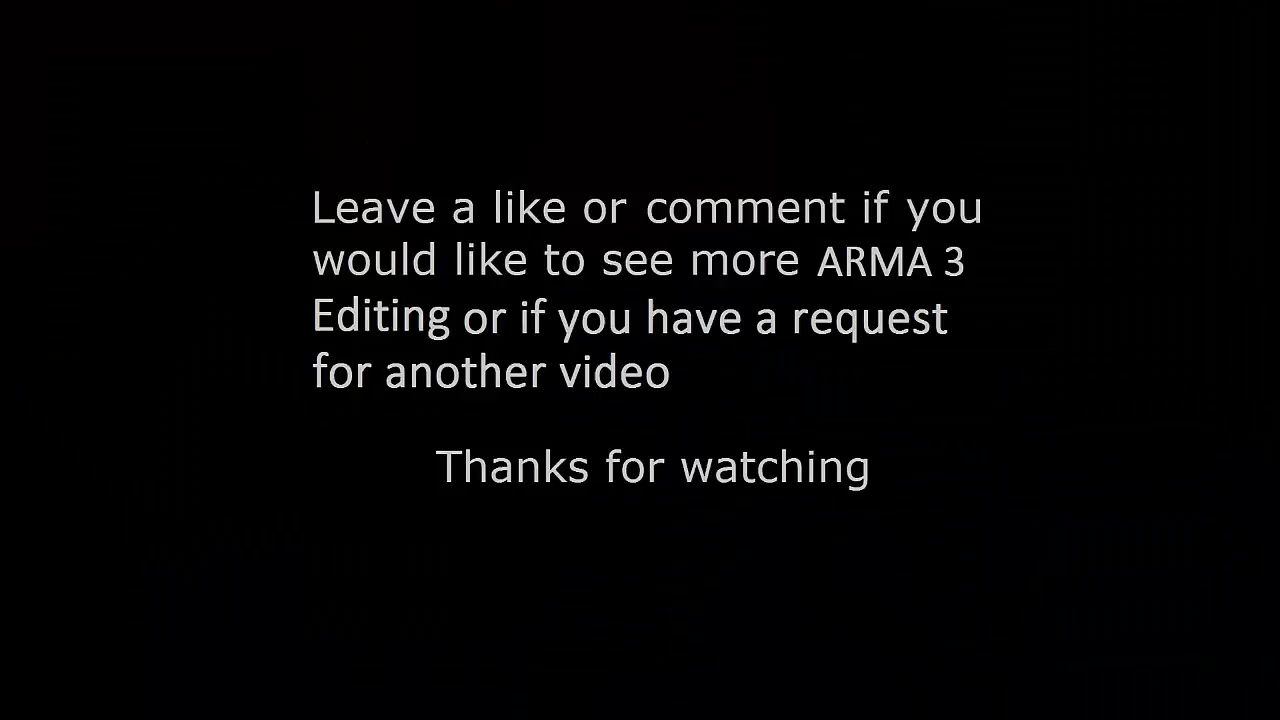 Leave a like or comment if you
would like to see more ARMA 3
Editing or if you have a request
for another video
Thanks for watching